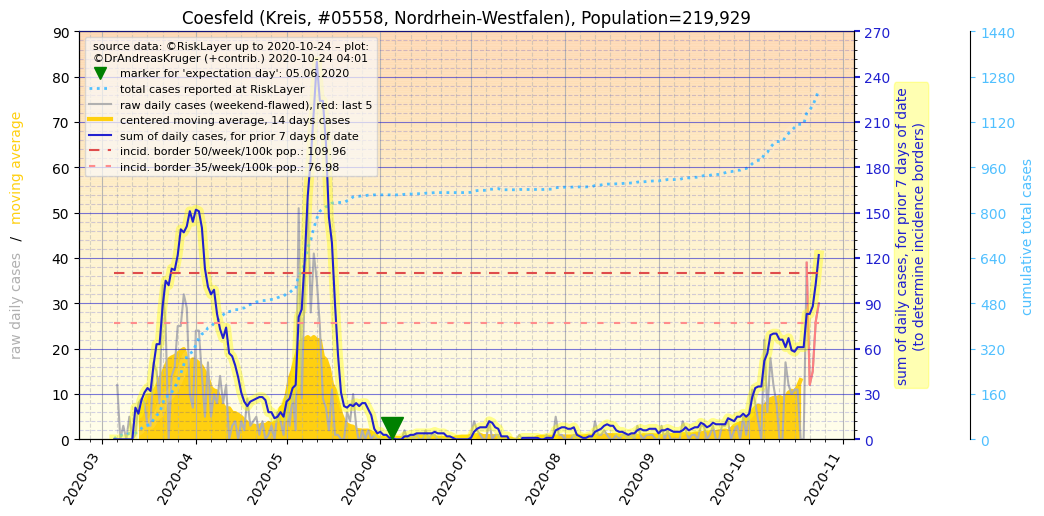 Coesfeld (Kreis, #05558, Nordrhein-Westfalen), Population=219,929
source data: ©RiskLayer up to 2020-10-24 – plot:
©DrAndreasKruger (+contrib.) 2020-10-24 04:01
marker for 'expectation day': 05.06.2020
total cases reported at RiskLayer
raw daily cases (weekend-flawed), red: last 5
centered moving average, 14 days cases
sum of daily cases, for prior 7 days of date
incid. border 50/week/100k pop.: 109.96
incid. border 35/week/100k pop.: 76.98
raw daily cases / moving average
90
80
70
60
50
40
30
20
10
0
2020-03
2020-04
2020-05
2020-06
2020-07
2020-08
2020-09
2020-10
2020-11
270
240
210
180
150
120
90
60
30
0
sum of daily cases, for prior 7 days of date
(to determine incidence borders)
1440
1280
1120
960
800
640
480
320
160
0
cumulative total cases